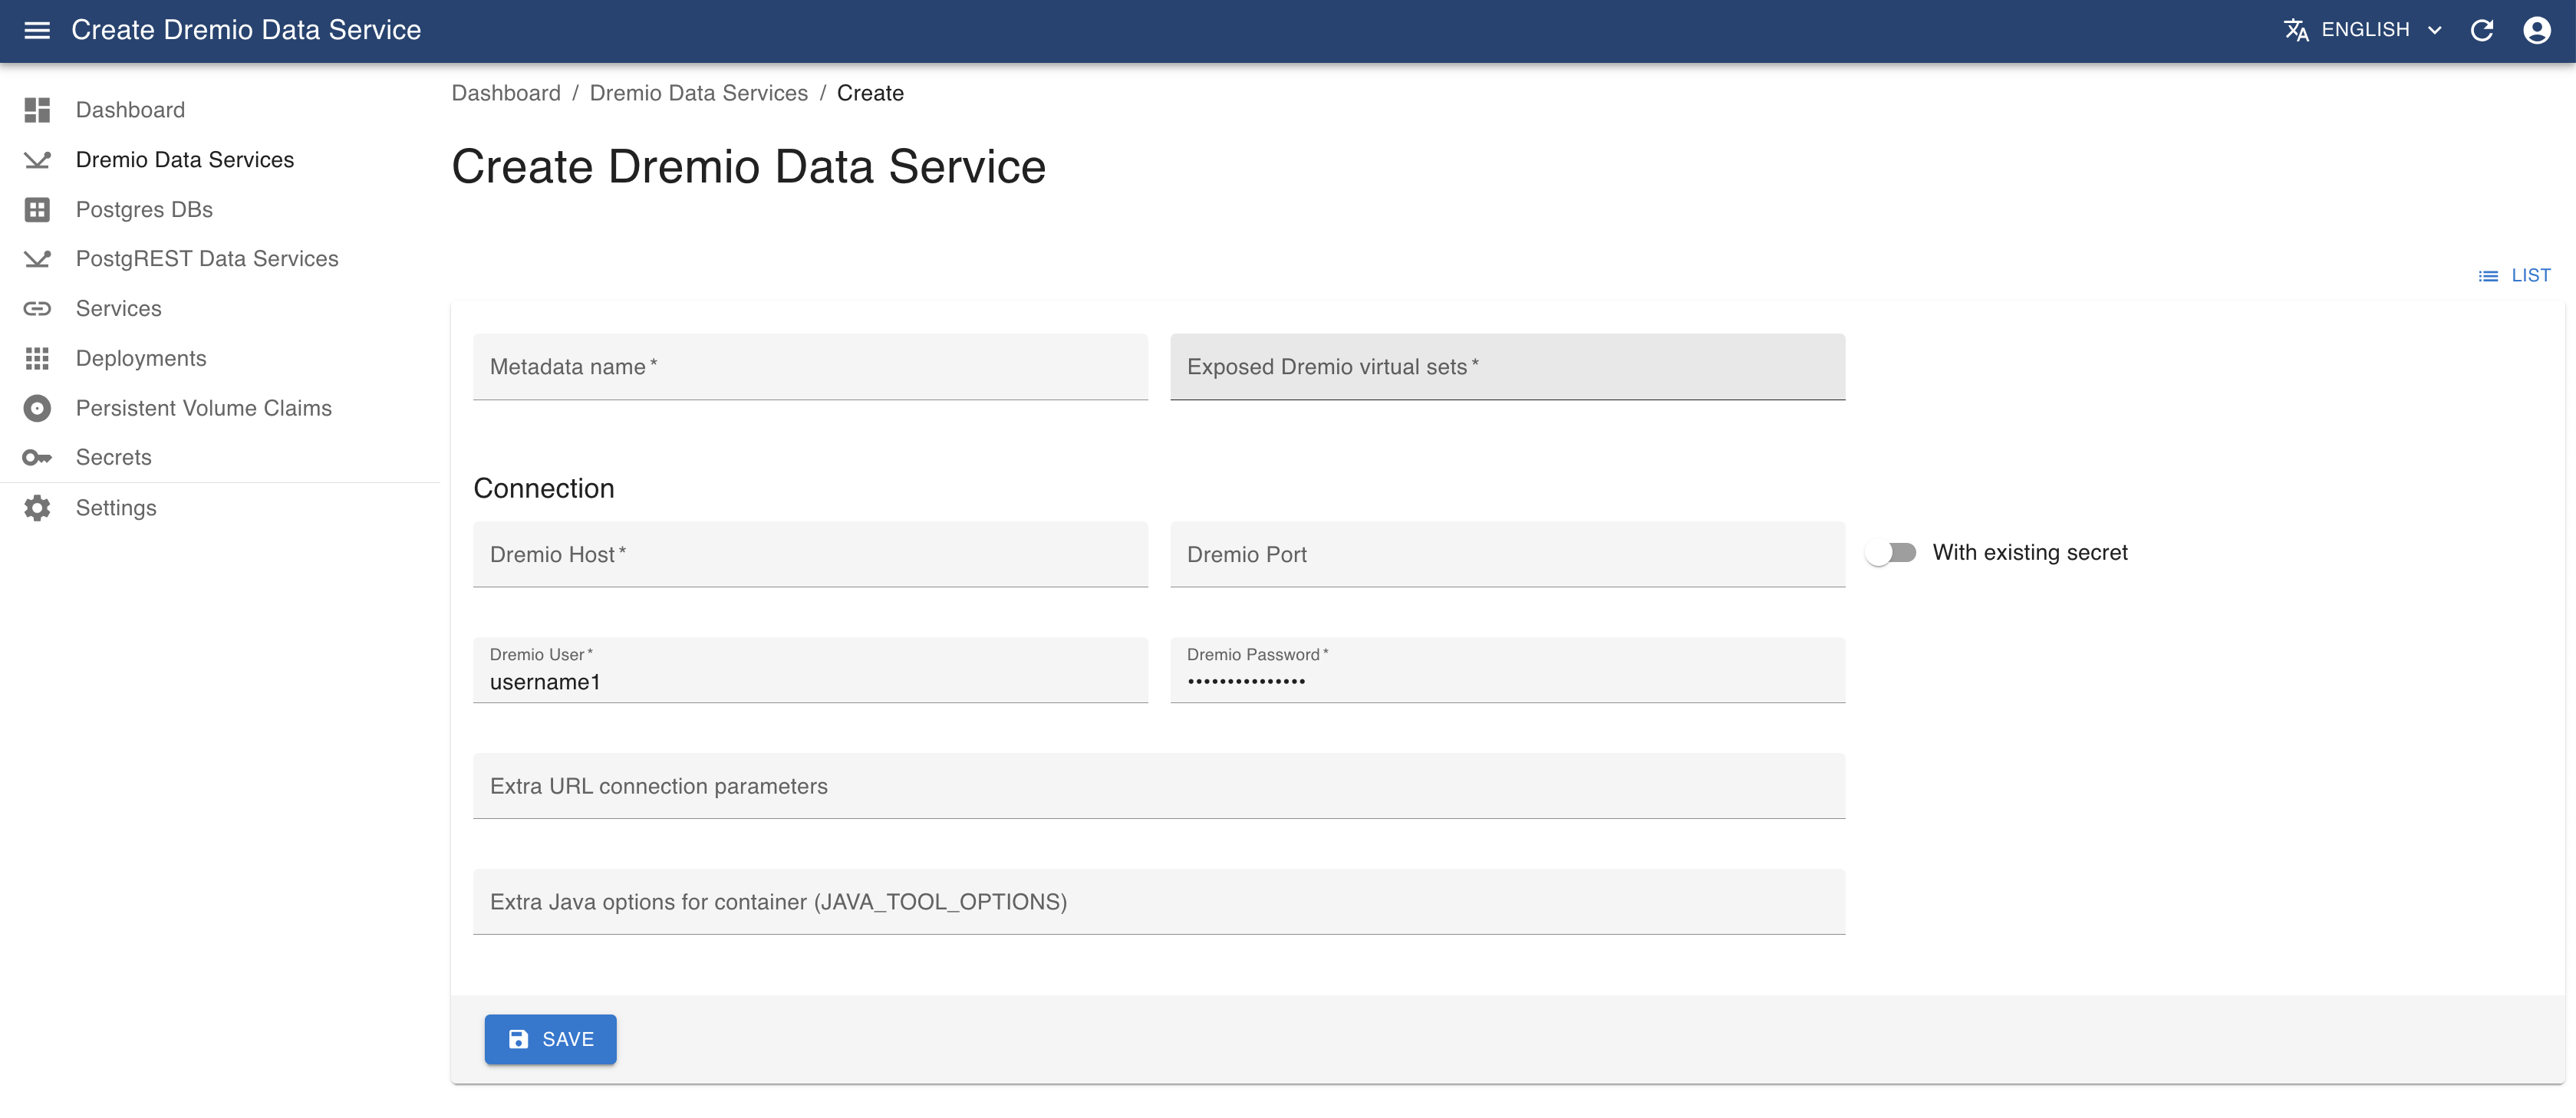 Create Dremio Data Service
ENGLISH
Dashboard
Dremio Data Services
Postgres DBs
PostgREST Data Services
Services
Deployments
Persistent Volume Claims
Secrets
Settings
Dashboard / Dremio Data Services / Create
Create Dremio Data Service
LIST
Metadata name *
Exposed Dremio virtual sets *
Connection
Dremio Host *
Dremio Port
With existing secret
Dremio User *
username1
Dremio Password *
•••••••••••••••
Extra URL connection parameters
Extra Java options for container (JAVA_TOOL_OPTIONS)
SAVE